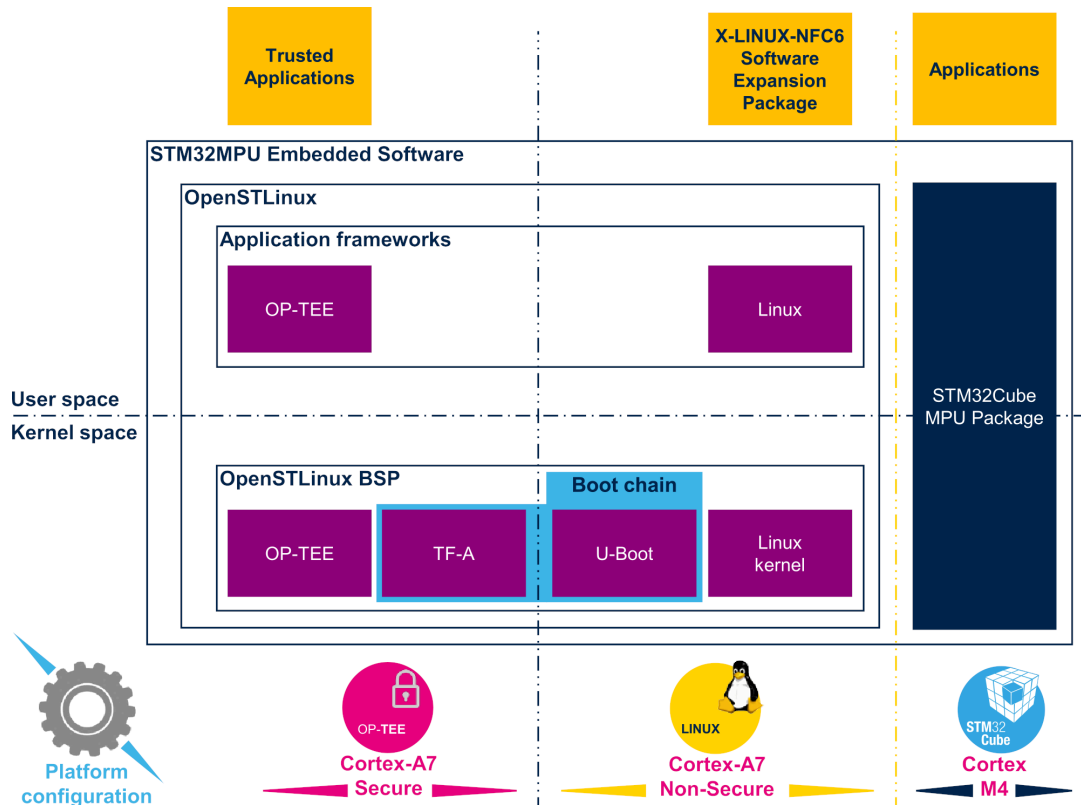 Trusted
Applications
X-LINUX-NFC6
Software
Expansion
Package
Applications
STM32MPU Embedded Software
OpenSTLinux
Application frameworks
OP-TEE
Linux
User space
Kernel space
STM32Cube
MPU Package
OpenSTLinux BSP
Boot chain
OP-TEE
TF-A
U-Boot
Linux
kernel
Platform
configuration
OP-TEE
Cortex-A7
Secure
LINUX
Cortex-A7
Non-Secure
STM32
Cube
Cortex
M4